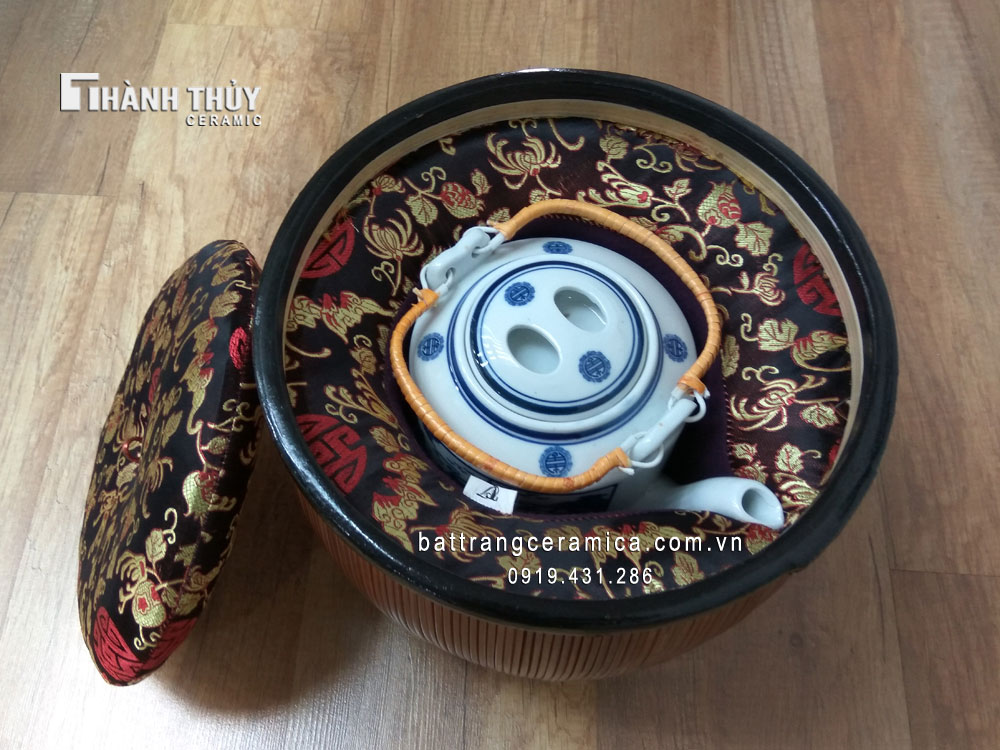 THÀNH THỦY
CERAMIC
A
battrangceramica.com.vn
0919.431.286